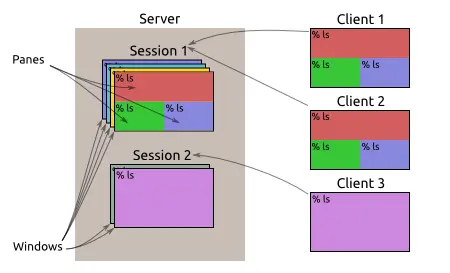 Server
Client 1
Session 1
% ls
% ls
% ls
Panes
% ls
% ls
% ls
Client 2
% ls
% ls
% ls
Session 2
Client 3
% ls
% ls
Windows